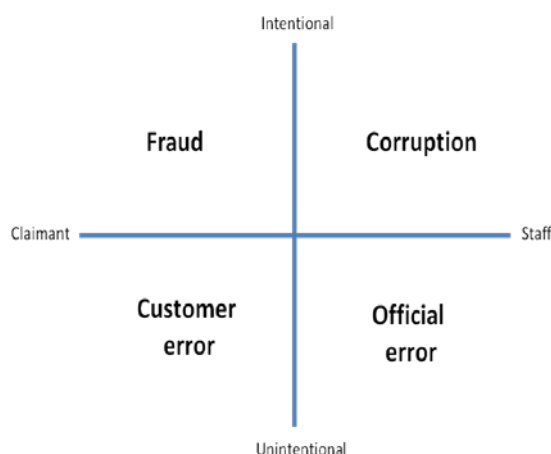 Intentional
Fraud
Corruption
Claimant
Staff
Customer
error
Official
error
Unintentional